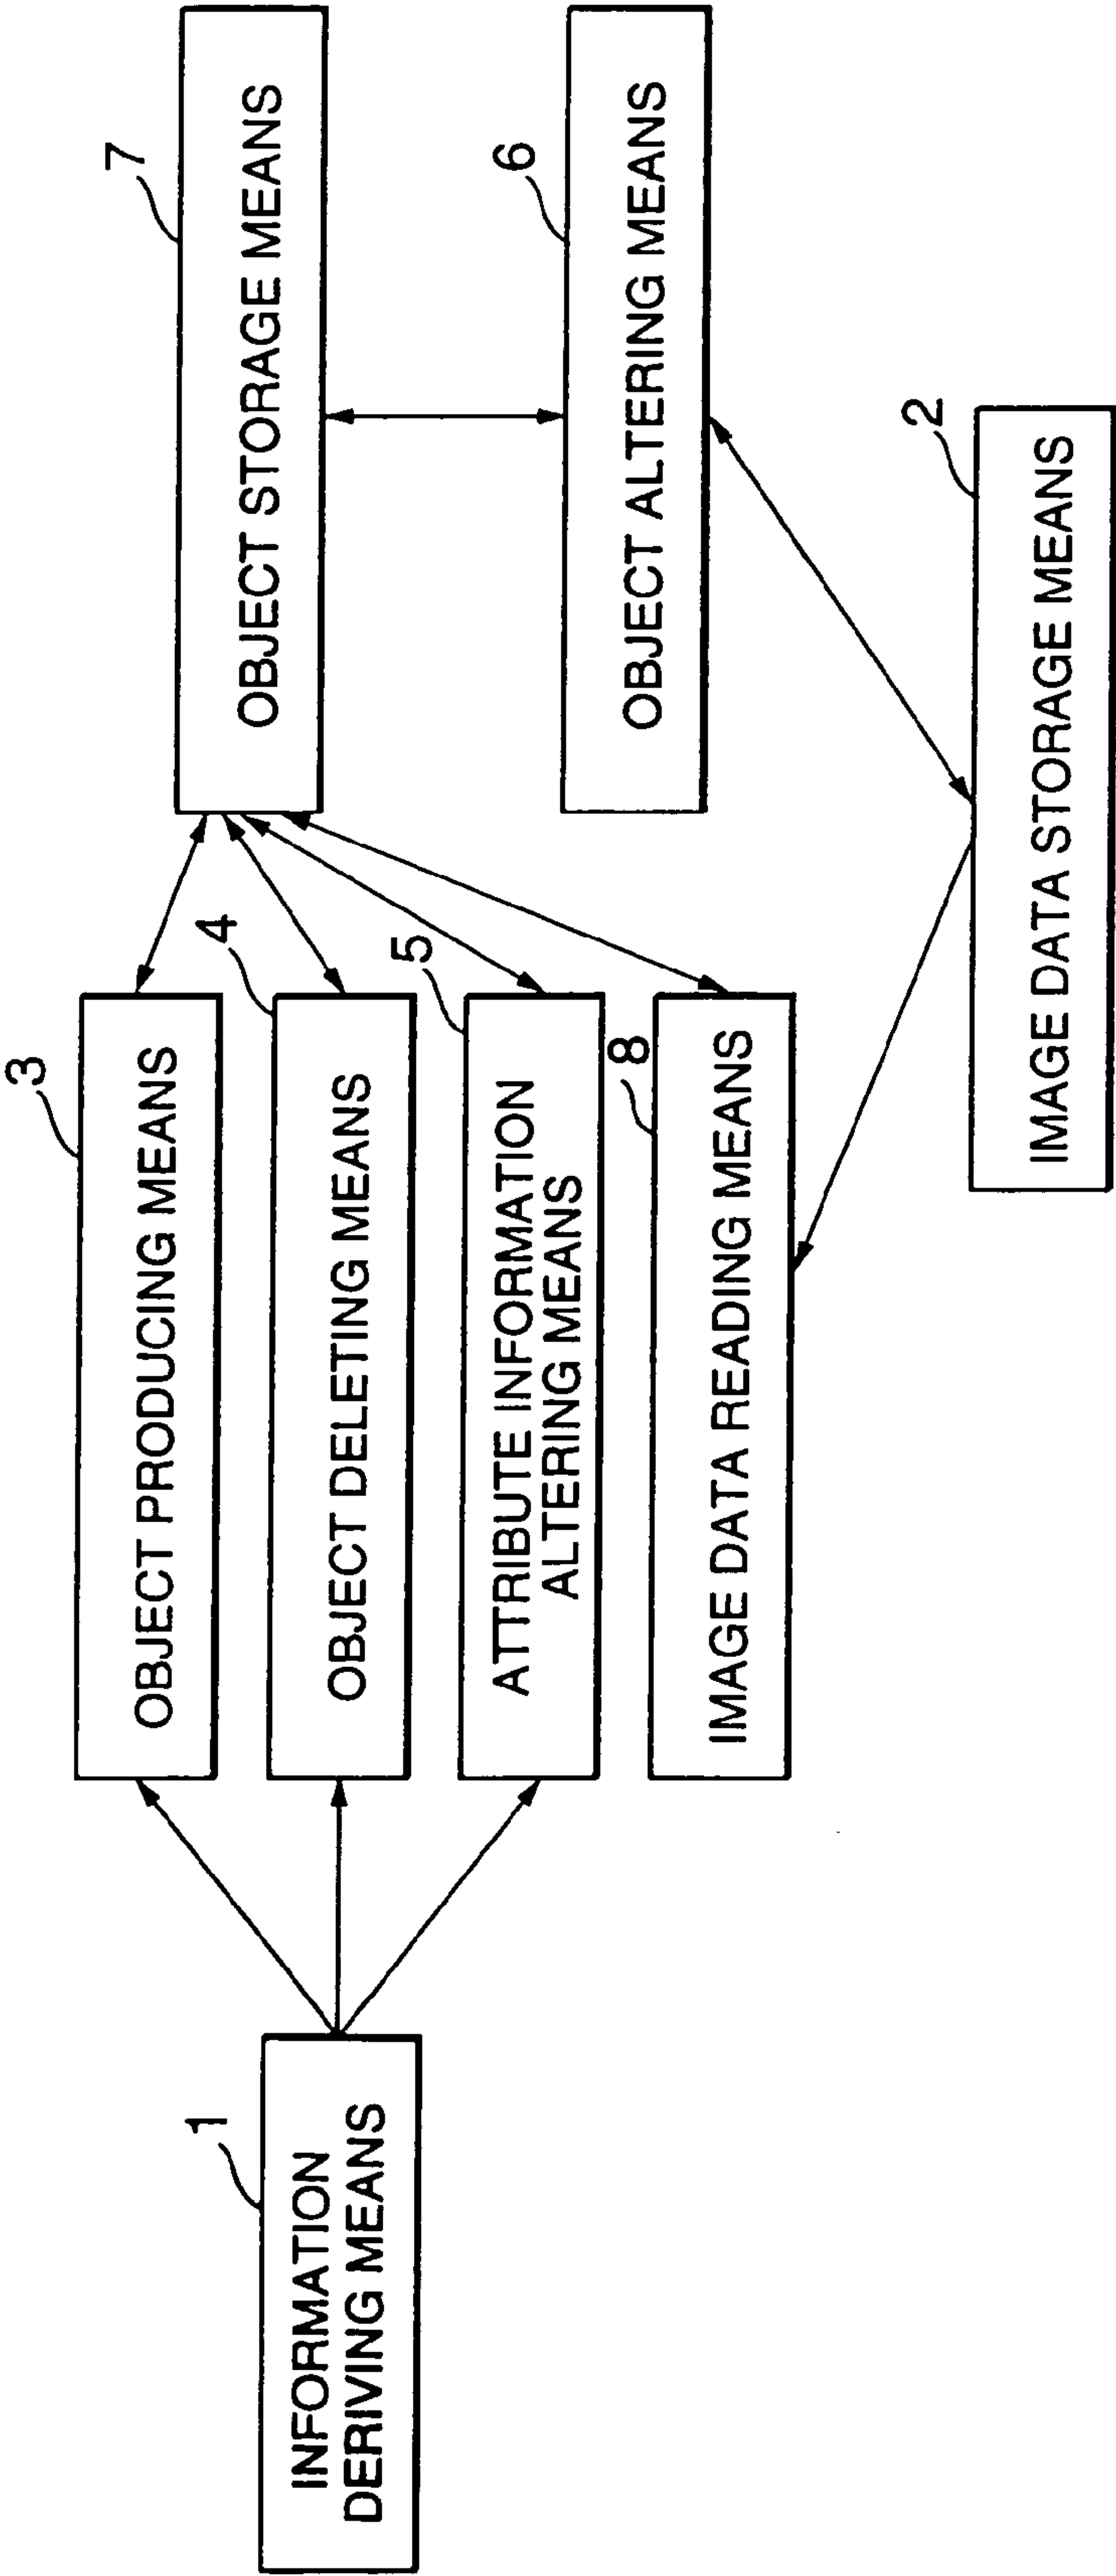 1
INFORMATION
DERIVING MEANS
3
OBJECT PRODUCING MEANS
4
OBJECT DELETING MEANS
5
ATTRIBUTE INFORMATION
ALTERING MEANS
8
IMAGE DATA READING MEANS
7
OBJECT STORAGE MEANS
6
OBJECT ALTERING MEANS
2
IMAGE DATA STORAGE MEANS